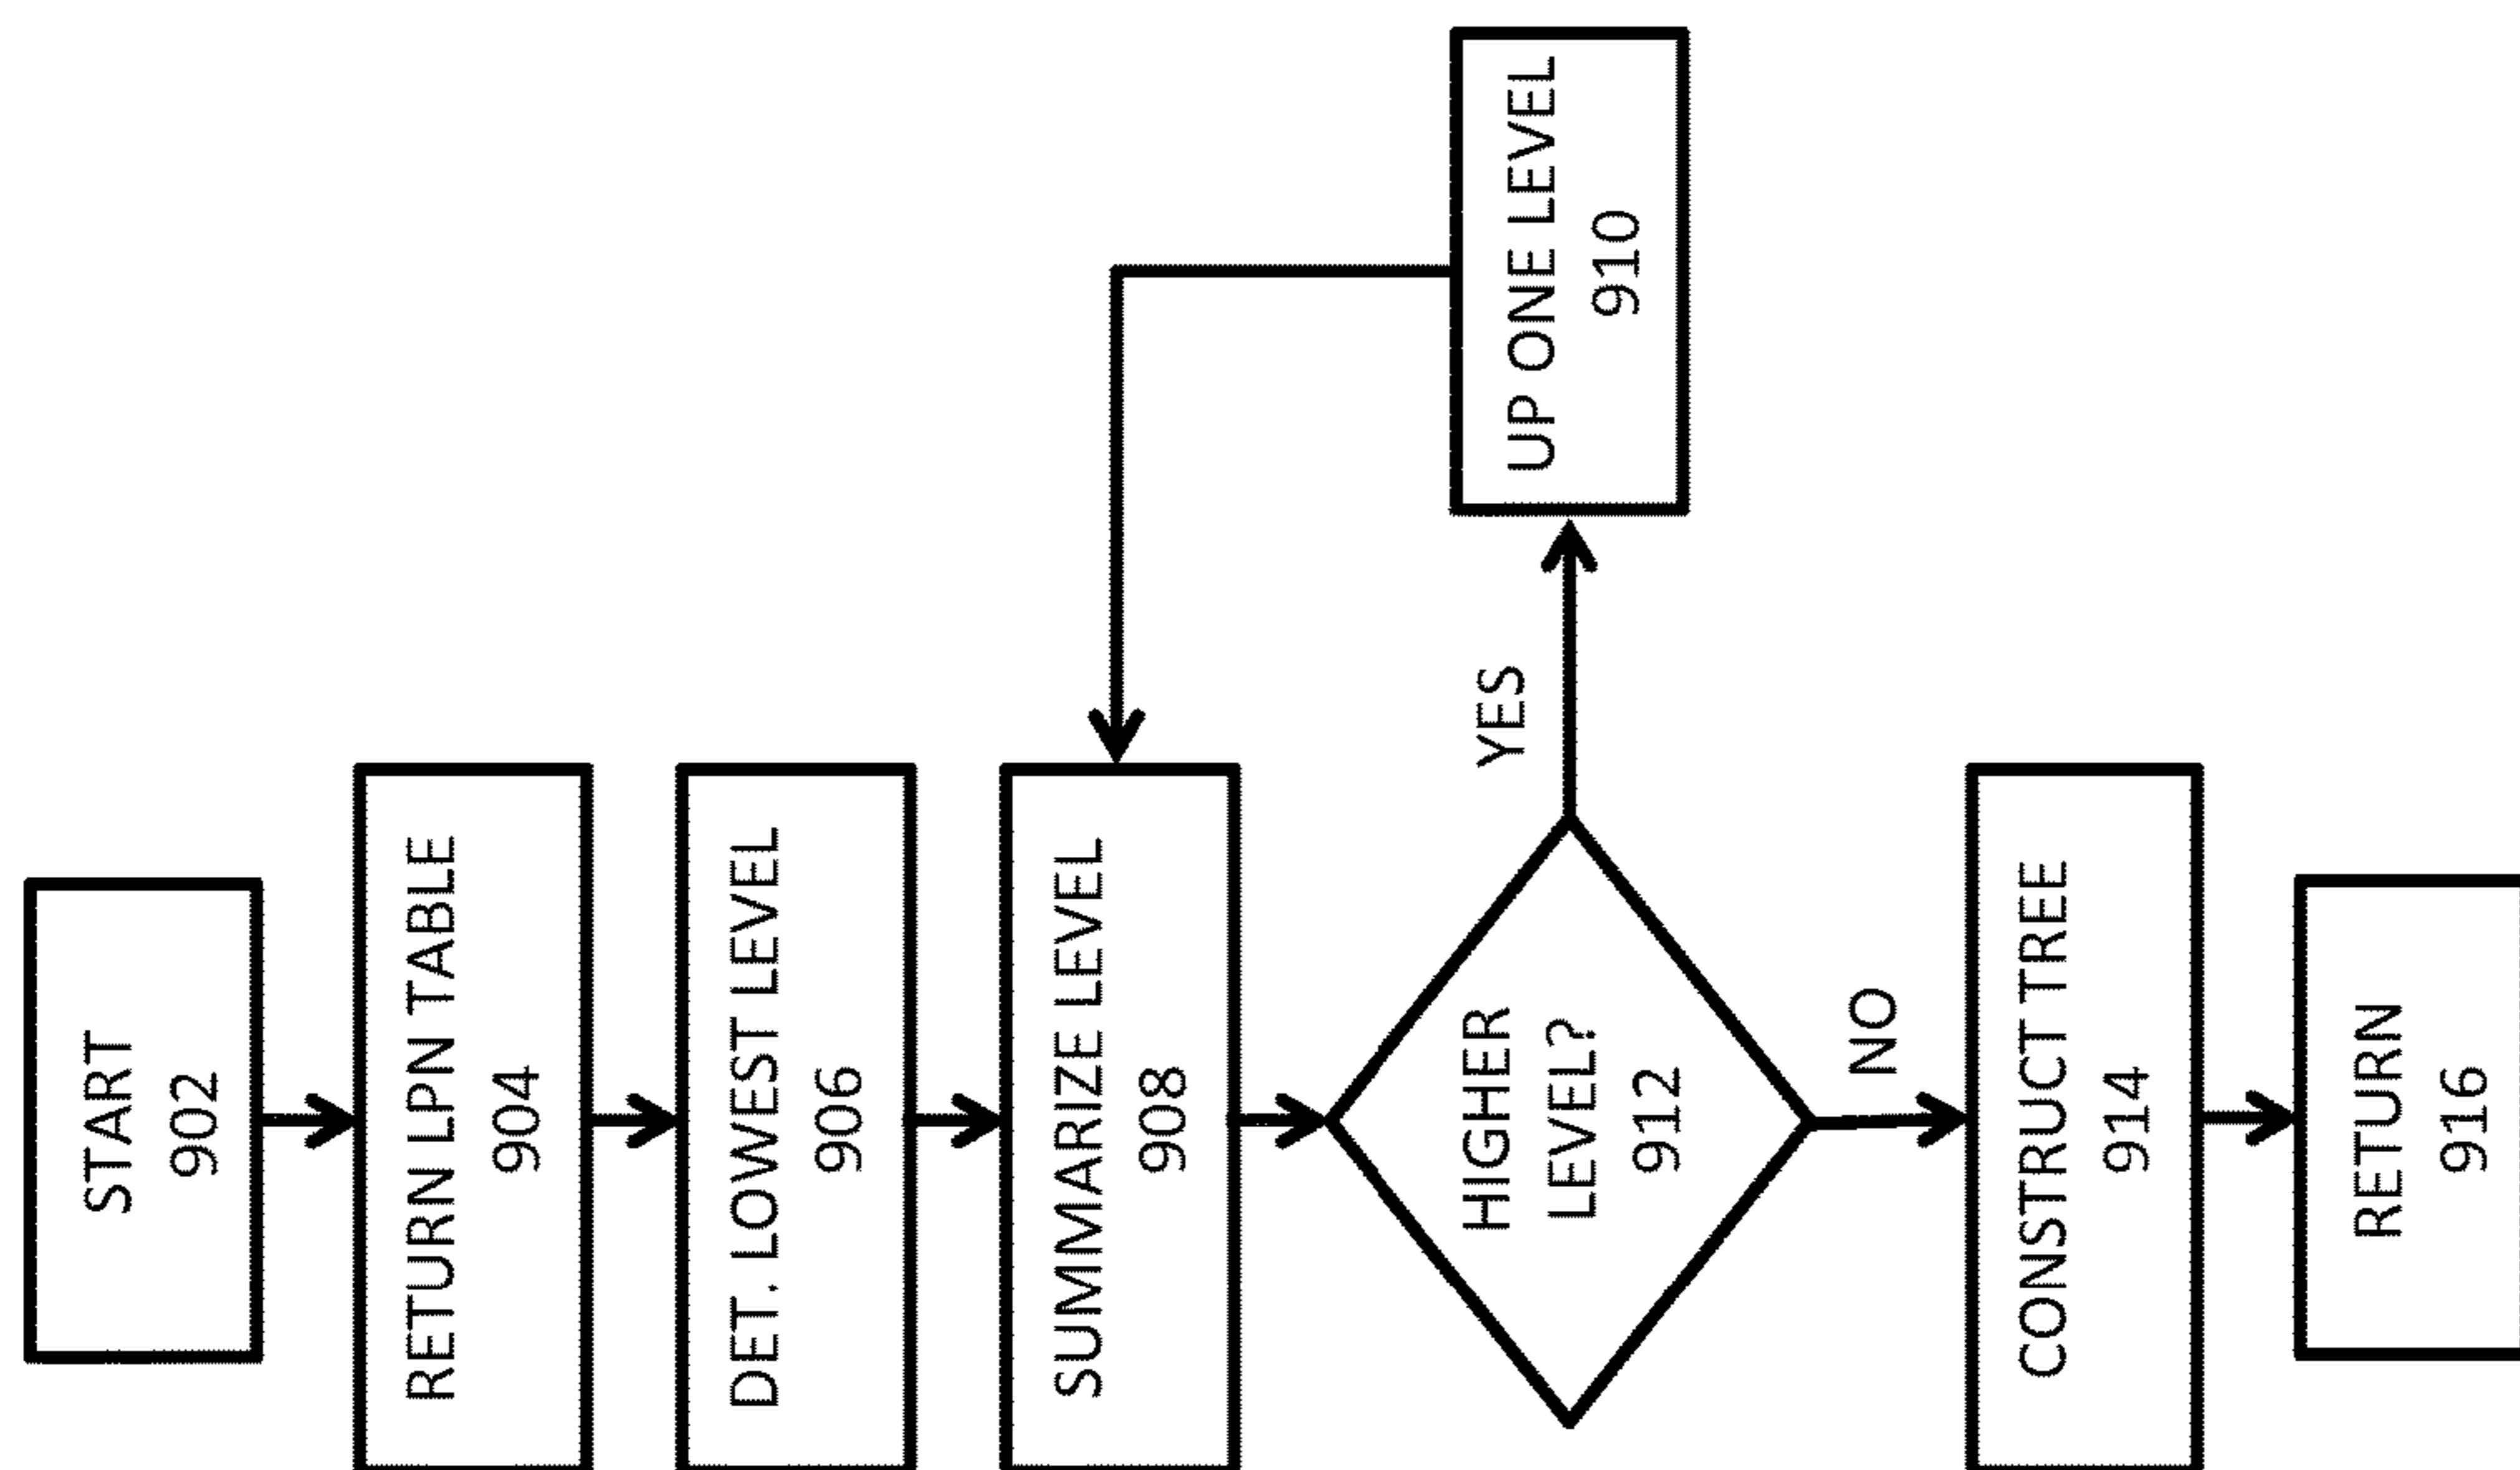 START
902
RETURN LPN TABLE
904
DET. LOWEST LEVEL
906
SUMMARIZE LEVEL
908
HIGHER
LEVEL?
912
YES
UP ONE LEVEL
910
NO
CONSTRUCT TREE
914
RETURN
916